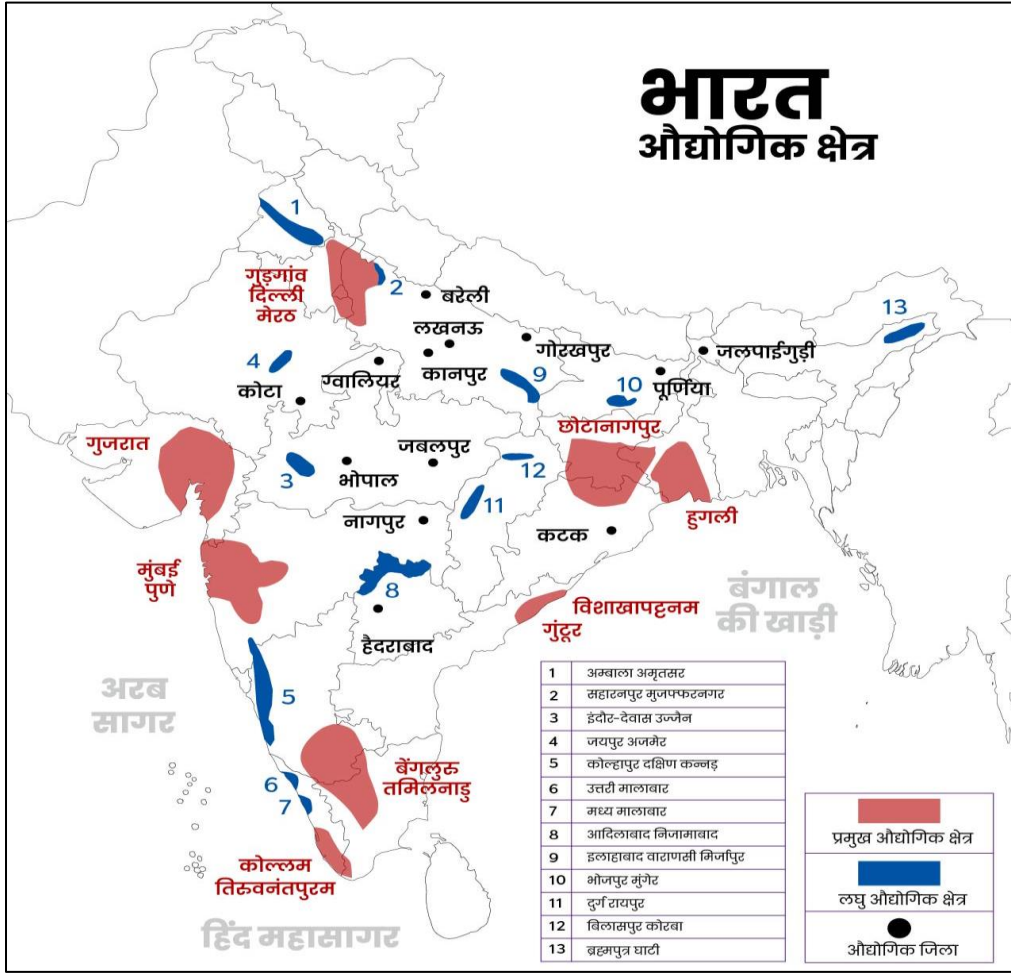 भारत
औद्योगिक क्षेत्र
1
गुड़गांव
दिल्ली
मेरठ
2
बरेली
लखनऊ
कानपुर
गोरखपुर
जलपाईगुड़ी
13
4
कोटा
ग्वालियर
9
10
पूर्णिया
गुजरात
छोटानागपुर
जबलपुर
3
भोपाल
12
11
हुगली
नागपुर
कटक
मुंबई
पुणे
8
हैदराबाद
विशाखापट्टनम
गुंटूर
बंगाल
की खाड़ी
अरब
सागर
5
बेंगलुरु
तमिलनाडु
6
7
कोल्लम
तिरुवनंतपुरम
हिंद महासागर
1 अम्बाला अमृतसर
2 सहारनपुर मुजफ्फरनगर
3 इंदौर-देवास उज्जैन
4 जयपुर अजमेर
5 कोल्हापुर दक्षिण कन्नड़
6 उत्तरी मालाबार
7 मध्य मालाबार
8 आदिलाबाद निजामाबाद
9 इलाहाबाद वाराणसी मिर्जापुर
10 भोजपुर मुंगेर
11 दुर्ग रायपुर
12 बिलासपुर कोरबा
13 ब्रह्मपुत्र घाटी
प्रमुख औद्योगिक क्षेत्र
लघु औद्योगिक क्षेत्र
औद्योगिक जिला